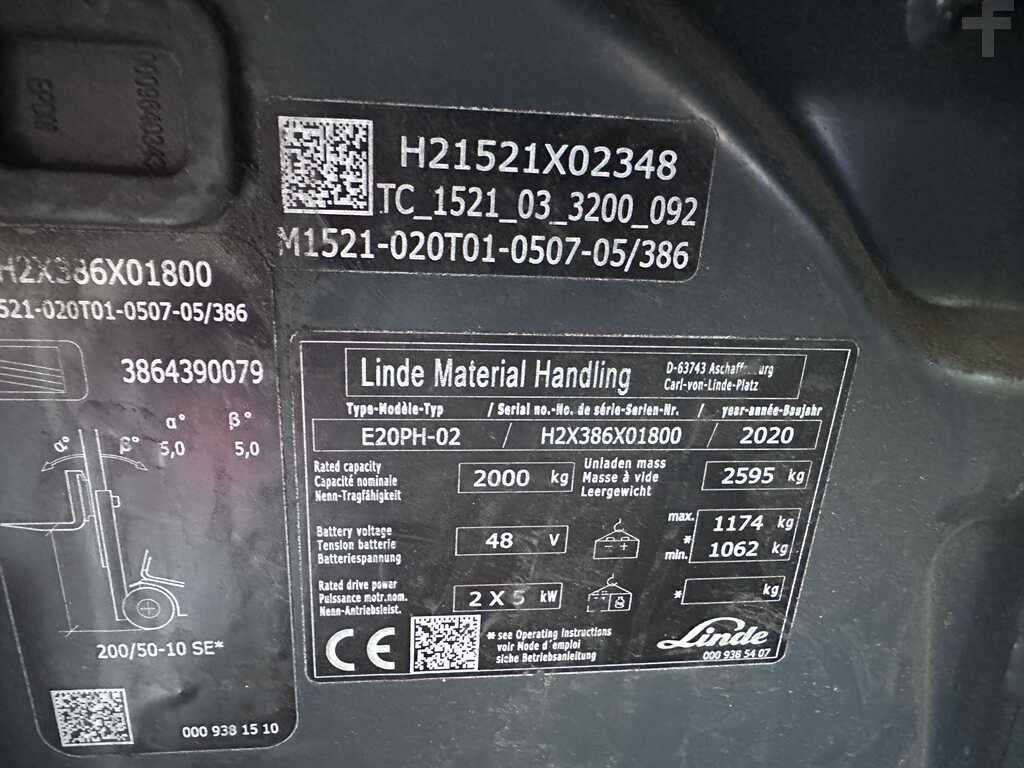 H21521X02348
TC_1521_03_3200_092
M1521-020T01-0507-05/386
H2X386X01800
521-020T01-0507-05/386
3864390079
α° β°
5,0 5,0
α° β°
200/50-10 SE*
000 938 15 10
Linde Material Handling
D-63743
Carl-von-Linde-Platz
Type-Modèle-Typ / Serial no.-No. de série-Serien-Nr. / year-année-Baujahr
E20PH-02 / H2X386X01800 / 2020
Rated capacity
Capacité nominale
Nenn-Tragfähigkeit
2000 kg
Unladen mass
Masse à vide
Leergewicht
2595 kg
Battery voltage
Tension batterie
Batteriespannung
48 V
- +
max. 1174 kg
*
min. 1062 kg
Rated drive power
Puissance motr.nom.
Nenn-Antriebsleist.
2 X 5 kW
* kg
CE
* see Operating Instructions
voir Mode d'emploi
siehe Betriebsanleitung
Linde
000 938 54 07
f